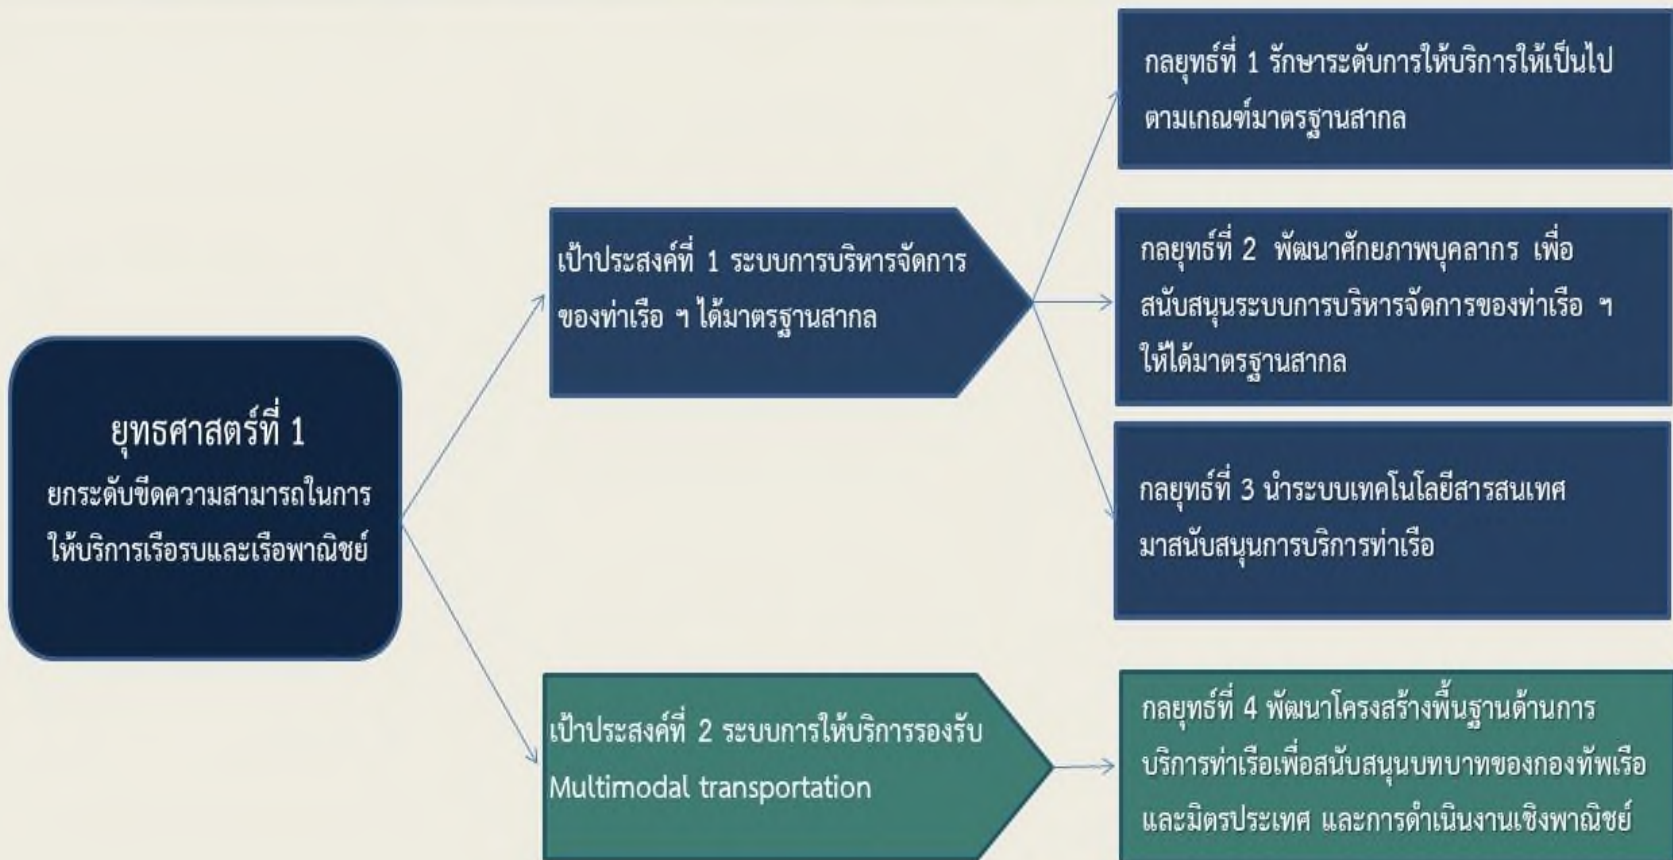 ยุทธศาสตร์ที่ 1
ยกระดับขีดความสามารถในการ
ให้บริการเรือรบและเรือพาณิชย์
เป้าประสงค์ที่ 1 ระบบการบริหารจัดการ
ของท่าเรือ ฯ ได้มาตรฐานสากล
กลยุทธ์ที่ 1 รักษาระดับการให้บริการให้เป็นไป
ตามเกณฑ์มาตรฐานสากล
กลยุทธ์ที่ 2 พัฒนาศักยภาพบุคลากร เพื่อ
สนับสนุนระบบการบริหารจัดการของท่าเรือ ฯ
ให้ได้มาตรฐานสากล
กลยุทธ์ที่ 3 นำระบบเทคโนโลยีสารสนเทศ
มาสนับสนุนการบริการท่าเรือ
เป้าประสงค์ที่ 2 ระบบการให้บริการรองรับ
Multimodal transportation
กลยุทธ์ที่ 4 พัฒนาโครงสร้างพื้นฐานด้านการ
บริการท่าเรือเพื่อสนับสนุนบทบาทของกองทัพเรือ
และมิตรประเทศ และการดำเนินงานเชิงพาณิชย์